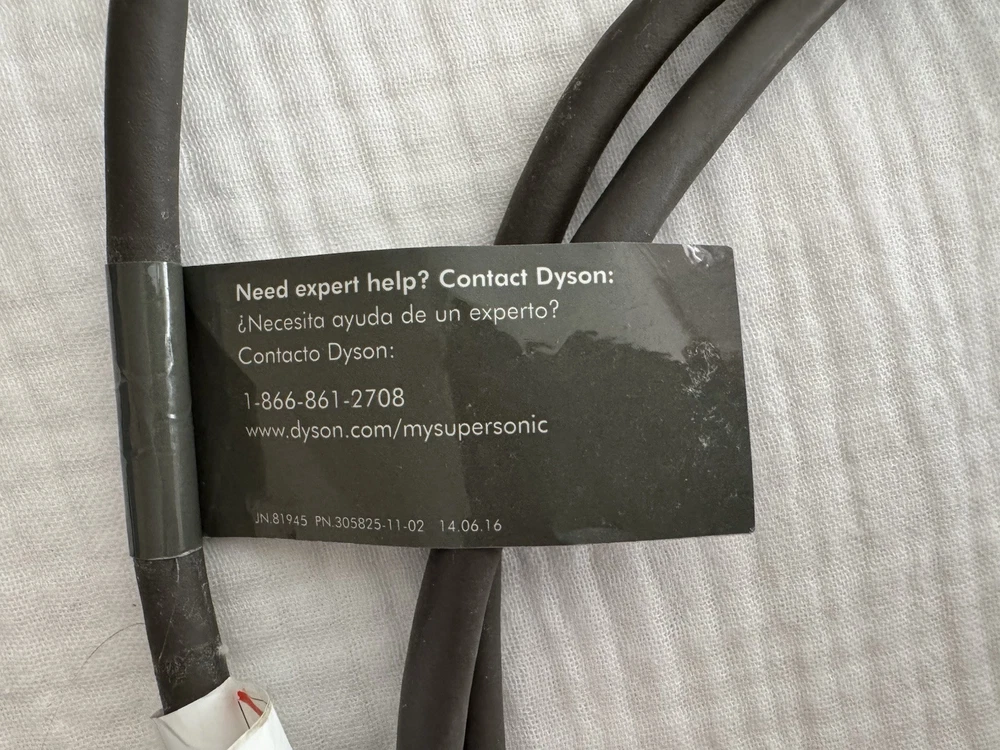 Need expert help? Contact Dyson:
¿Necesita ayuda de un experto?
Contacto Dyson:
1-866-861-2708
www.dyson.com/mysupersonic
JN.81945 PN.305825-11-02 14.06.16